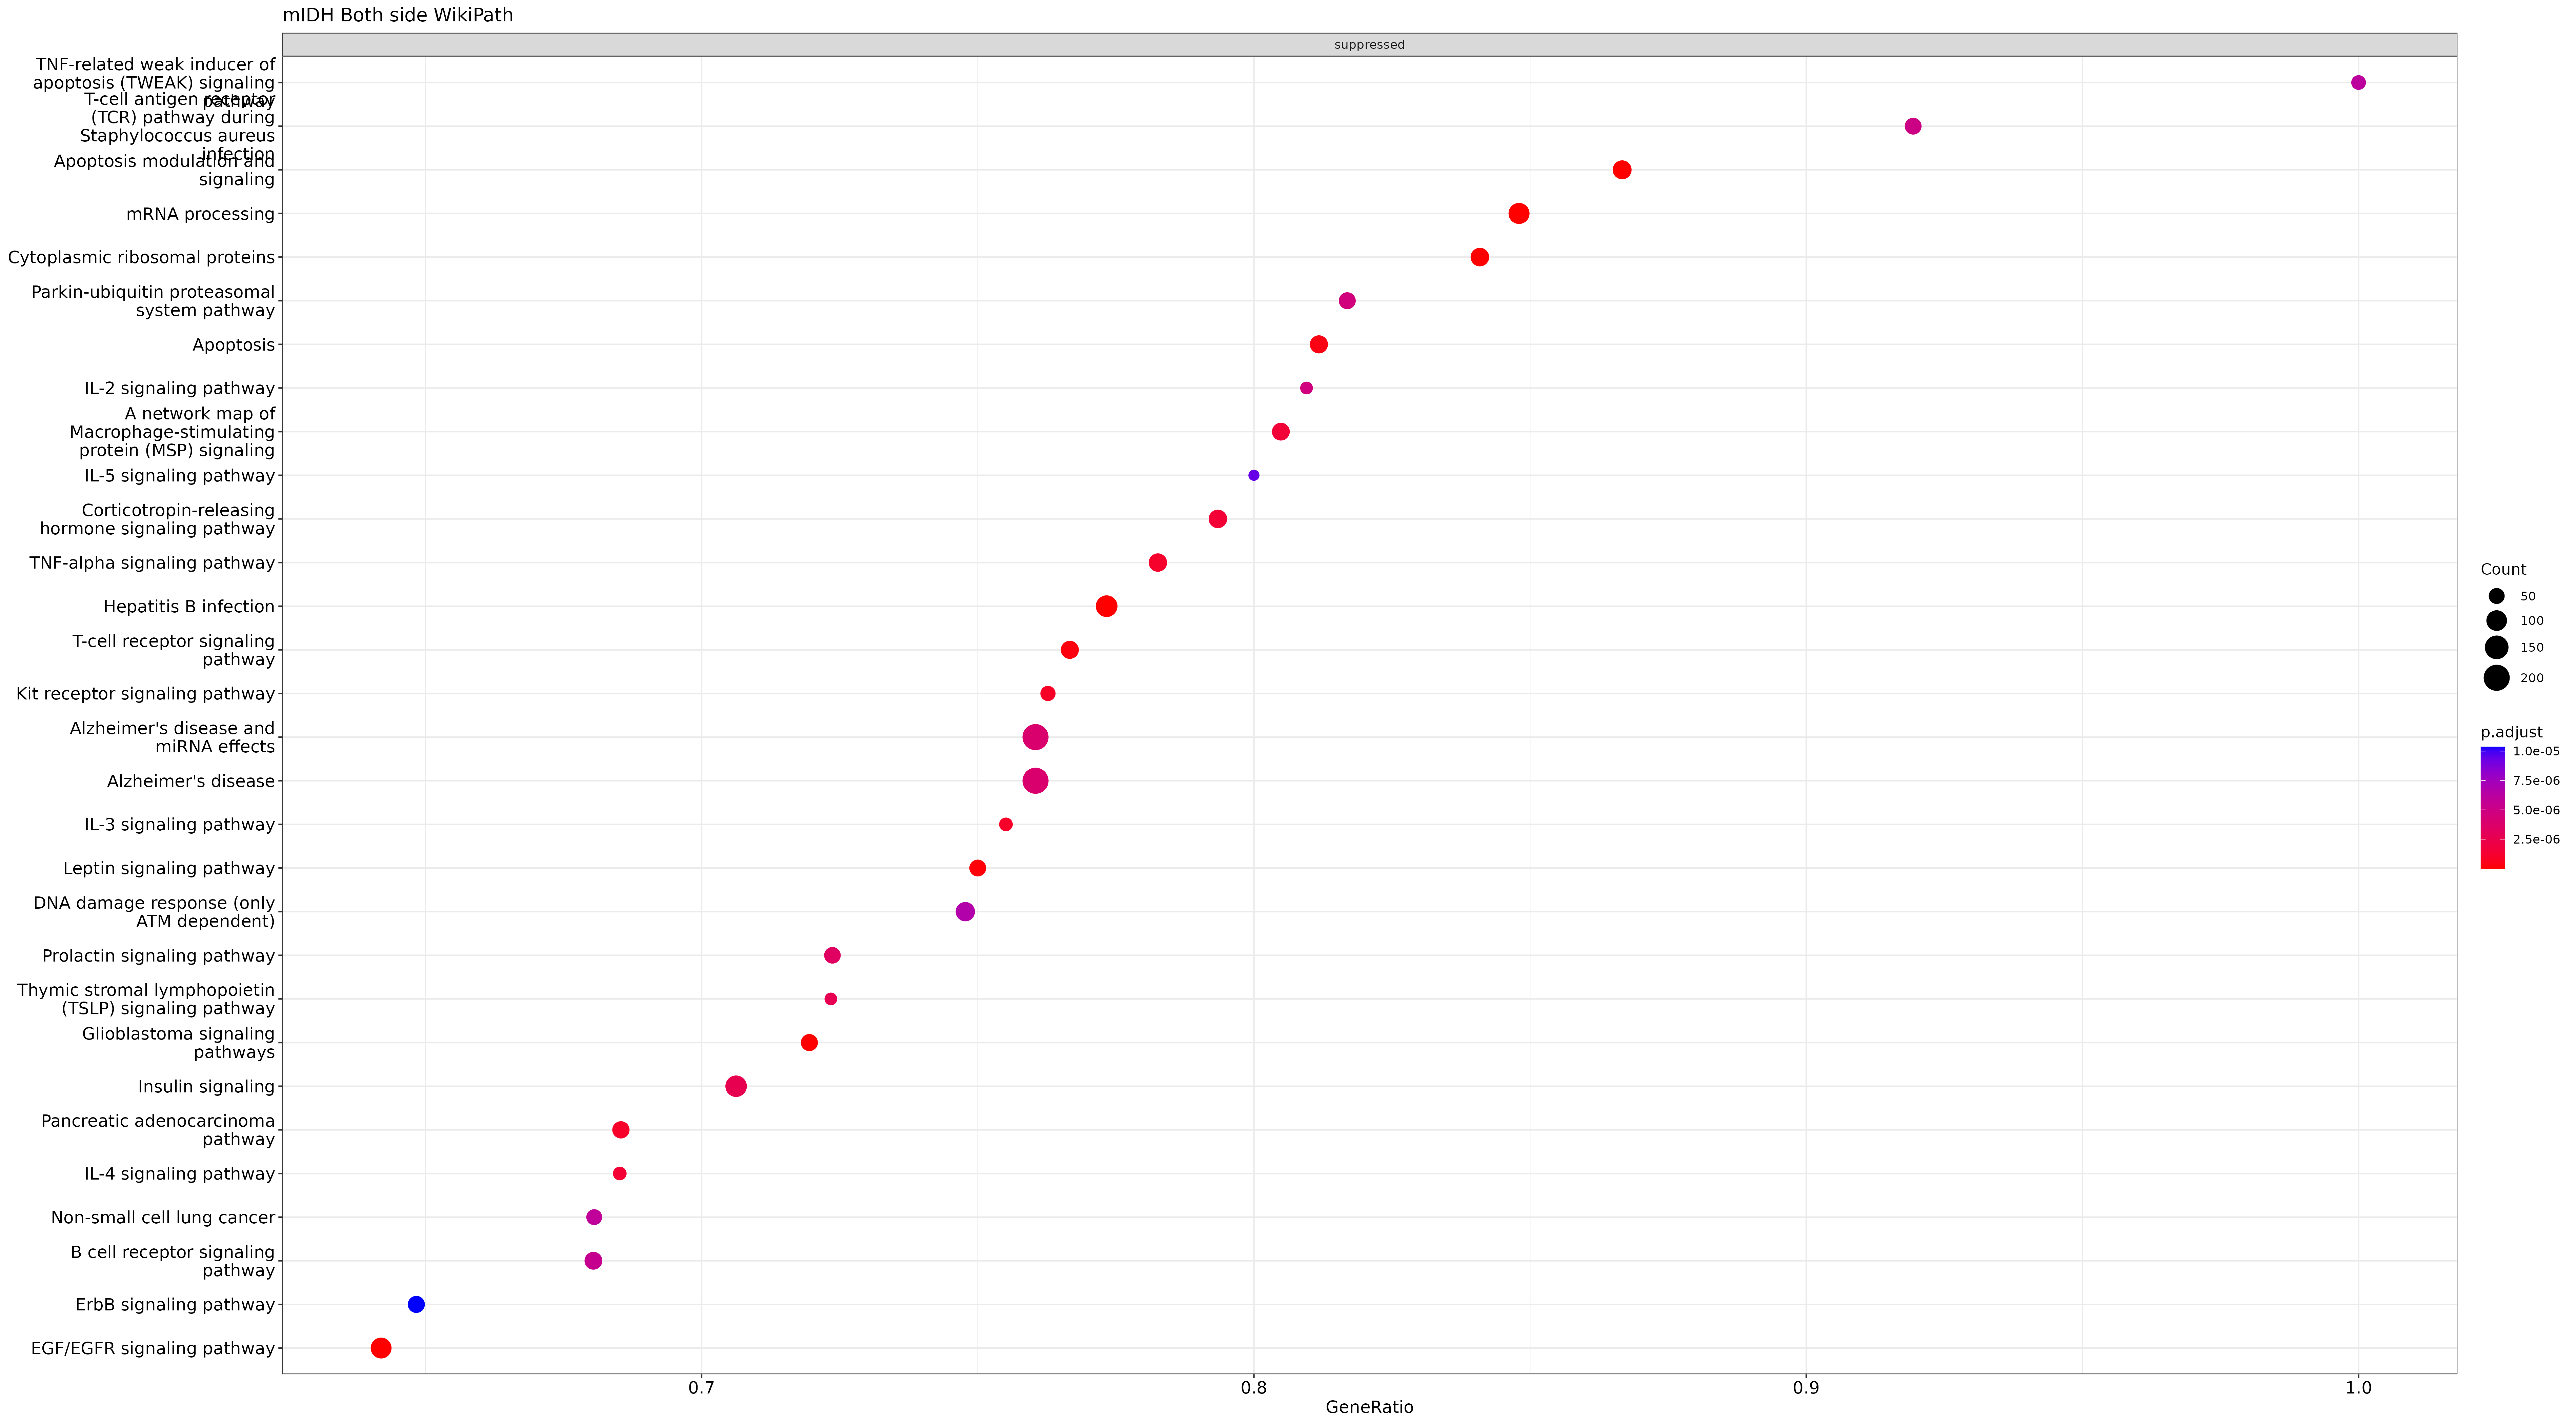 mIDH Both side WikiPath
suppressed
TNF-related weak inducer of
apoptosis (TWEAK) signaling
pathway
T-cell antigen receptor
(TCR) pathway during
Staphylococcus aureus
infection
Apoptosis modulation and
signaling
mRNA processing
Cytoplasmic ribosomal proteins
Parkin-ubiquitin proteasomal
system pathway
Apoptosis
IL-2 signaling pathway
A network map of
Macrophage-stimulating
protein (MSP) signaling
IL-5 signaling pathway
Corticotropin-releasing
hormone signaling pathway
TNF-alpha signaling pathway
Hepatitis B infection
T-cell receptor signaling
pathway
Kit receptor signaling pathway
Alzheimer's disease and
miRNA effects
Alzheimer's disease
IL-3 signaling pathway
Leptin signaling pathway
DNA damage response (only
ATM dependent)
Prolactin signaling pathway
Thymic stromal lymphopoietin
(TSLP) signaling pathway
Glioblastoma signaling
pathways
Insulin signaling
Pancreatic adenocarcinoma
pathway
IL-4 signaling pathway
Non-small cell lung cancer
B cell receptor signaling
pathway
ErbB signaling pathway
EGF/EGFR signaling pathway
0.7 0.8 0.9 1.0
GeneRatio
Count
50
100
150
200
p.adjust
1.0e-05
7.5e-06
5.0e-06
2.5e-06